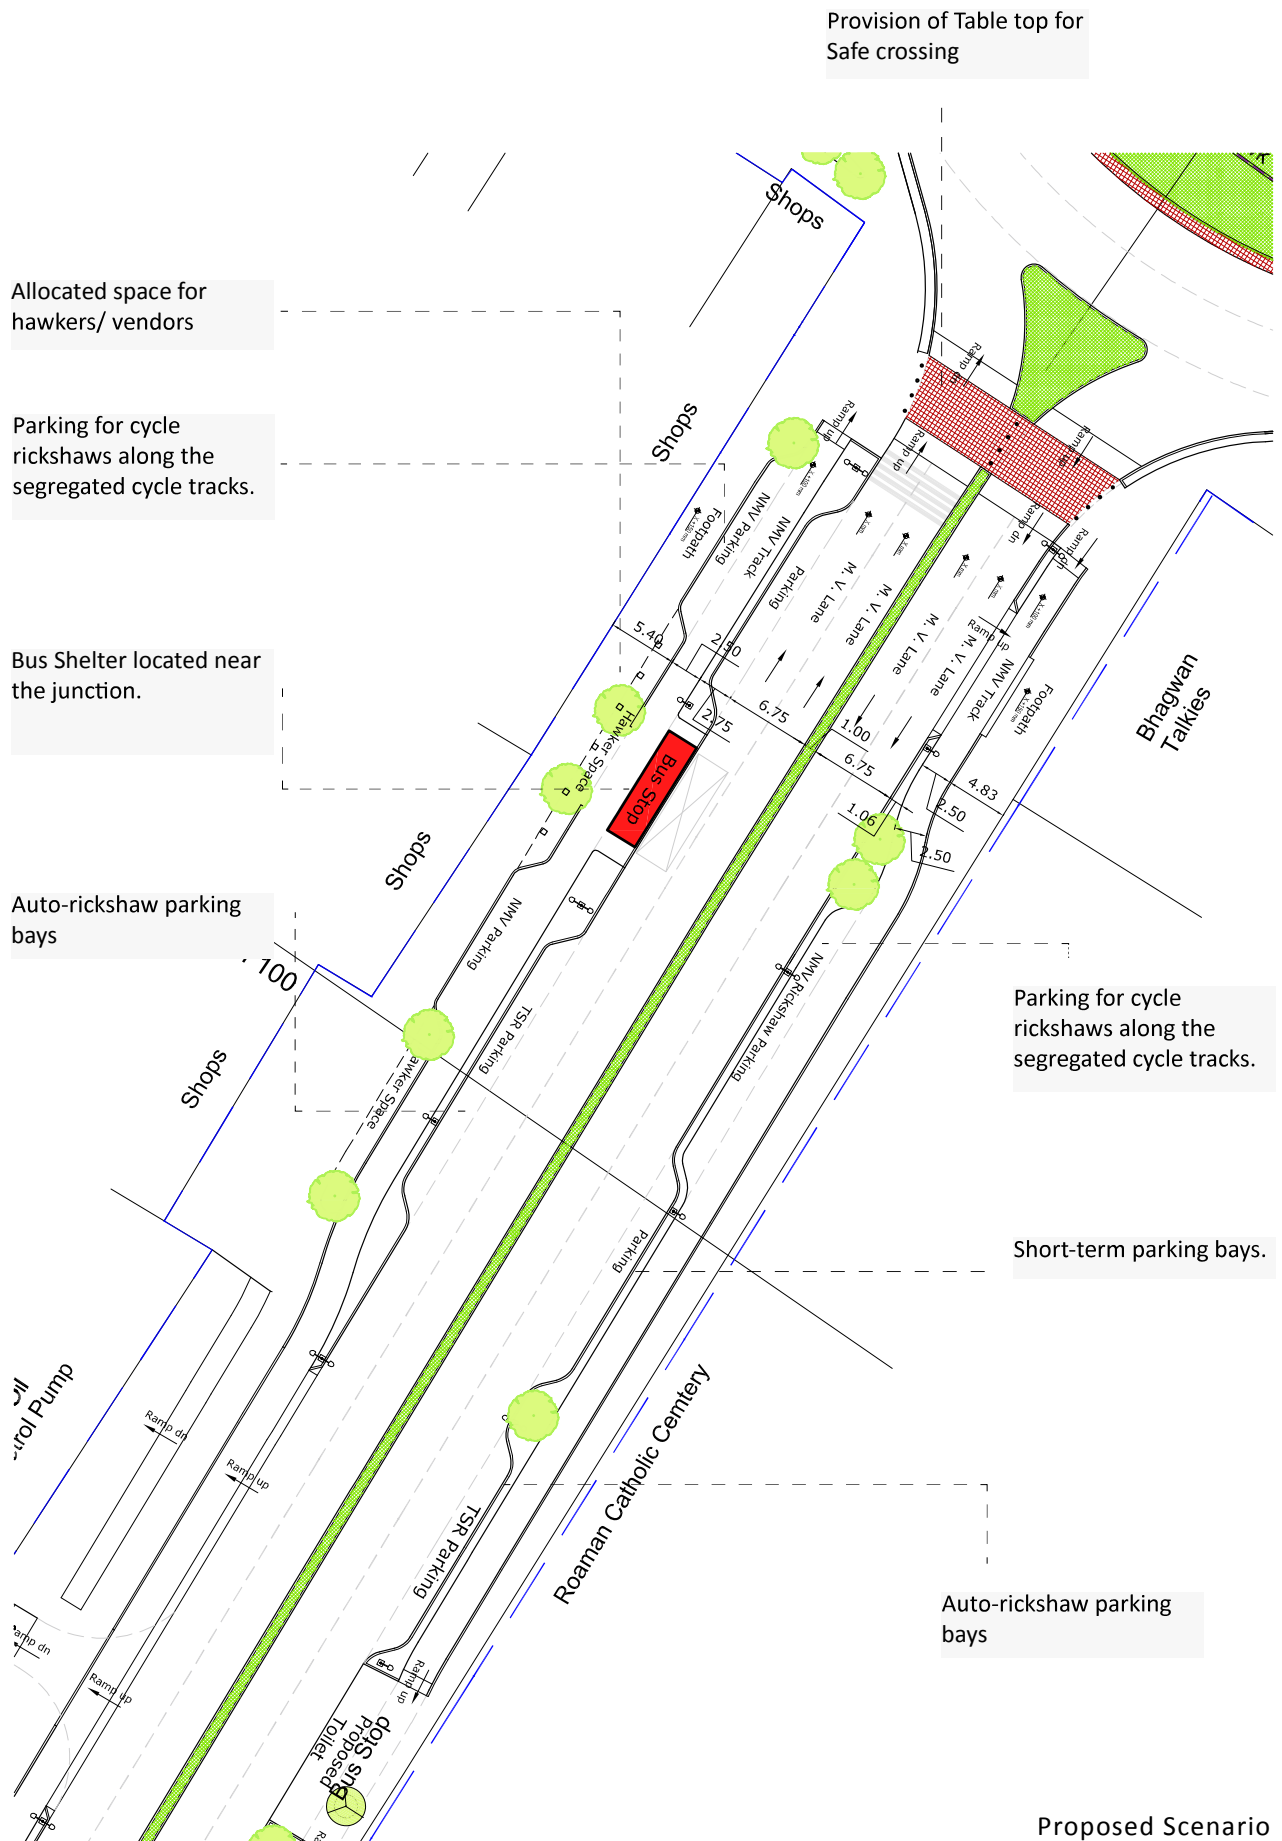 Provision of Table top for
Safe crossing
Shops
Allocated space for
hawkers/ vendors
Ramp dn
Parking for cycle
rickshaws along the
segregated cycle tracks.
Shops
Ramp up
Ramp up
Ramp up
Footpath
NMV Parking
NMV Track
Parking
M. V. Lane
M. V. Lane
M. V. Lane
M. V. Lane
Ramp dn
Ramp dn
Ramp up
NMV Track
Footpath
Bhagwan
Talkies
5.40
2.50
2.75
6.75
1.00
6.75
1.06
4.83
2.50
2.50
Bus Shelter located near
the junction.
Hawker Space
Bus Stop
Shops
Auto-rickshaw parking
bays
100
NMV Parking
TSR Parking
NMV Rickshaw Parking
Parking for cycle
rickshaws along the
segregated cycle tracks.
Shops
awker Space
Parking
Short-term parking bays.
Oil
trol Pump
Ramp dn
Ramp up
Roaman Catholic Cemtery
TSR Parking
Auto-rickshaw parking
bays
amp dn
Ramp up
Ramp up
Bus Stop
Proposed
Toilet
Proposed Scenario